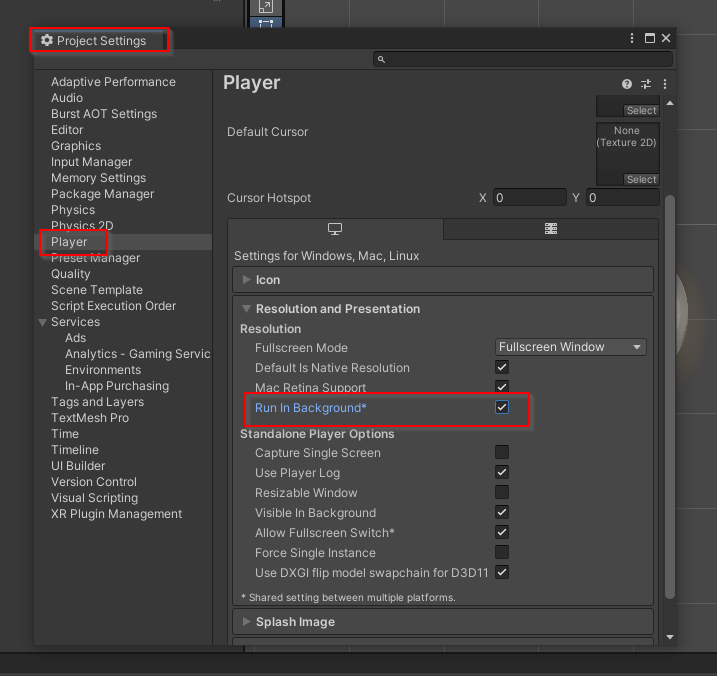 Project Settings
Adaptive Performance
Audio
Burst AOT Settings
Editor
Graphics
Input Manager
Memory Settings
Package Manager
Physics
Physics 2D
Player
Preset Manager
Quality
Scene Template
Script Execution Order
Services
Ads
Analytics - Gaming Servic
Environments
In-App Purchasing
Tags and Layers
TextMesh Pro
Time
Timeline
UI Builder
Version Control
Visual Scripting
XR Plugin Management
Player
Select
Default Cursor
None
(Texture 2D)
Select
Cursor Hotspot X 0 Y 0
Settings for Windows, Mac, Linux
Icon
Resolution and Presentation
Resolution
Fullscreen Mode Fullscreen Window
Default Is Native Resolution
Mac Retina Support
Run In Background*
Standalone Player Options
Capture Single Screen
Use Player Log
Resizable Window
Visible In Background
Allow Fullscreen Switch*
Force Single Instance
Use DXGI flip model swapchain for D3D11
* Shared setting between multiple platforms.
Splash Image